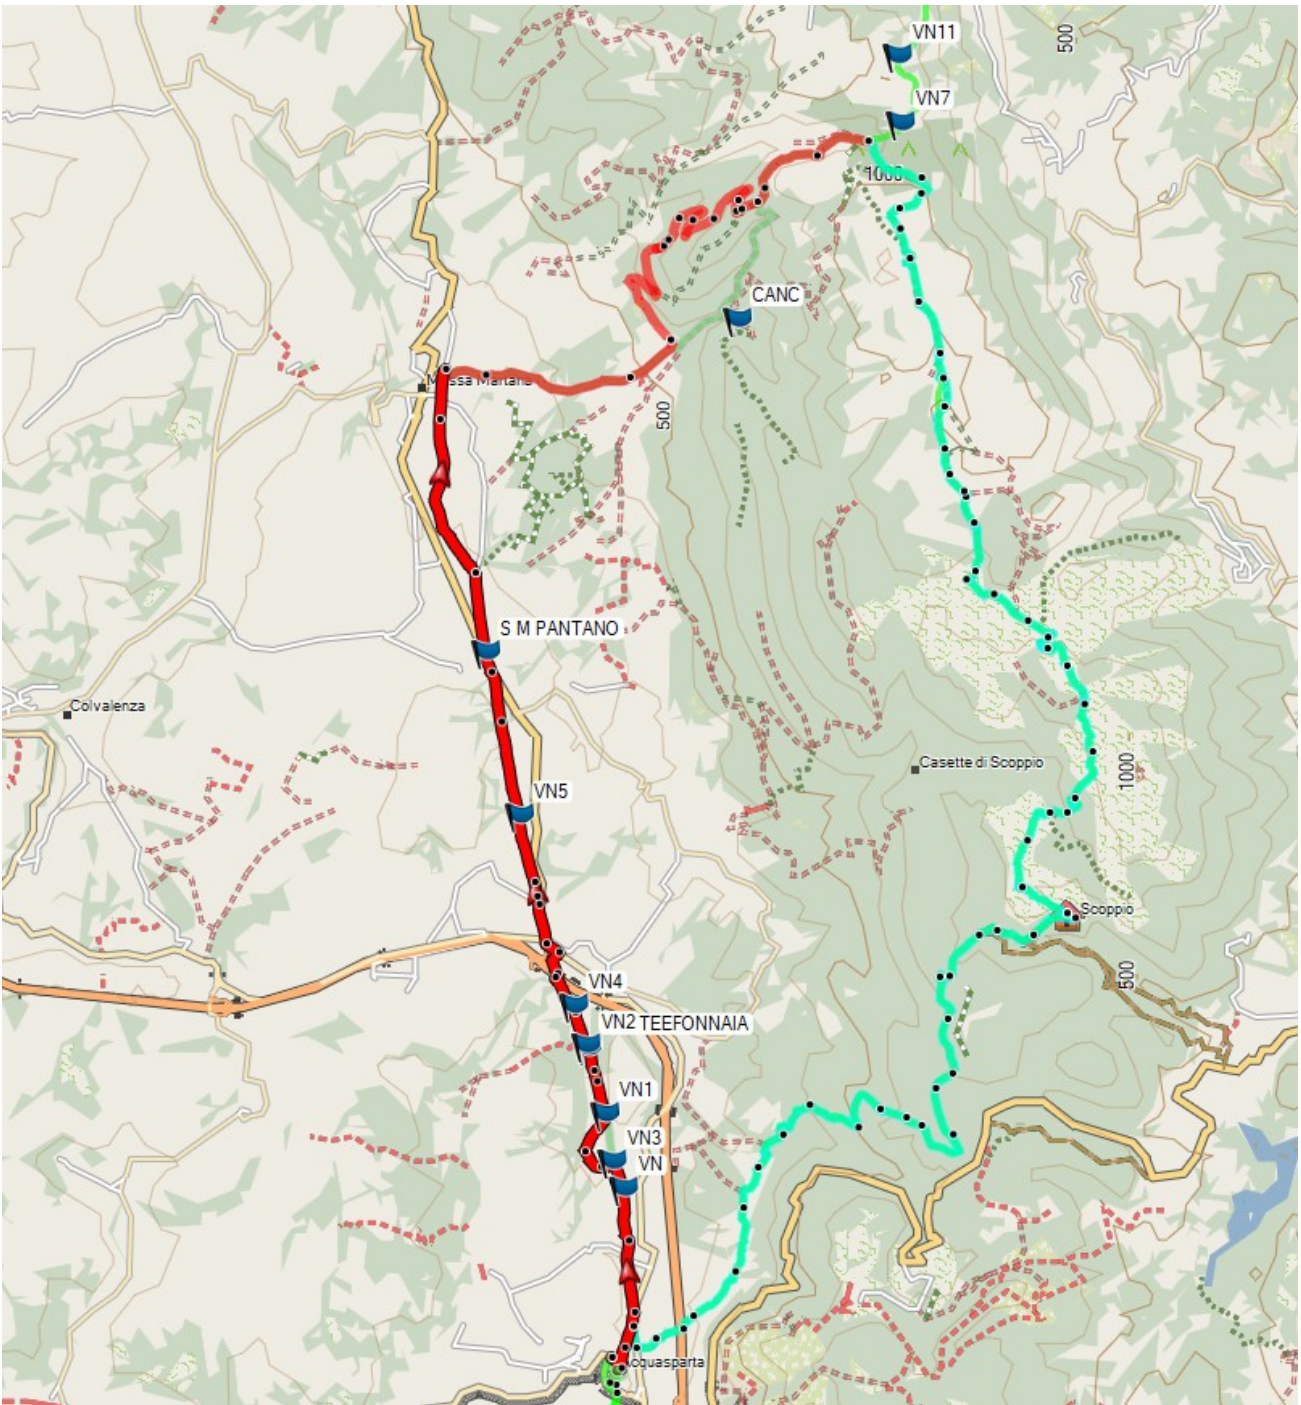 VN11
500
VN7
1000
CANC
Massa Martana
500
S M PANTANO
Colvalenza
Casette di Scoppio
1000
VN5
Scoppio
500
VN4
VN2 TEEFONNAIA
VN1
VN3
VN
Acquasparta